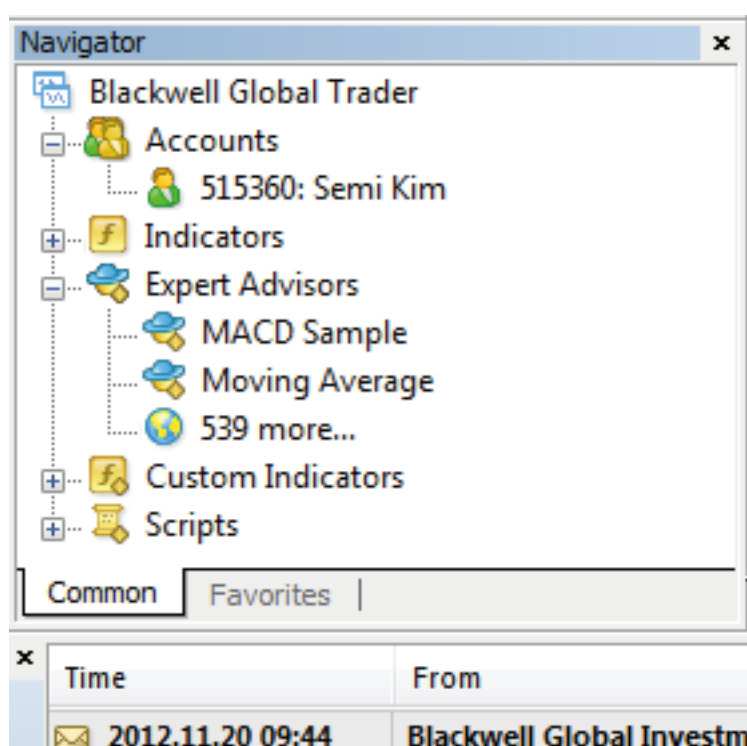 Navigator
Blackwell Global Trader
Accounts
515360: Semi Kim
Indicators
Expert Advisors
MACD Sample
Moving Average
539 more...
Custom Indicators
Scripts
Common Favorites
Time From
2012.11.20 09:44 Blackwell Global Investm